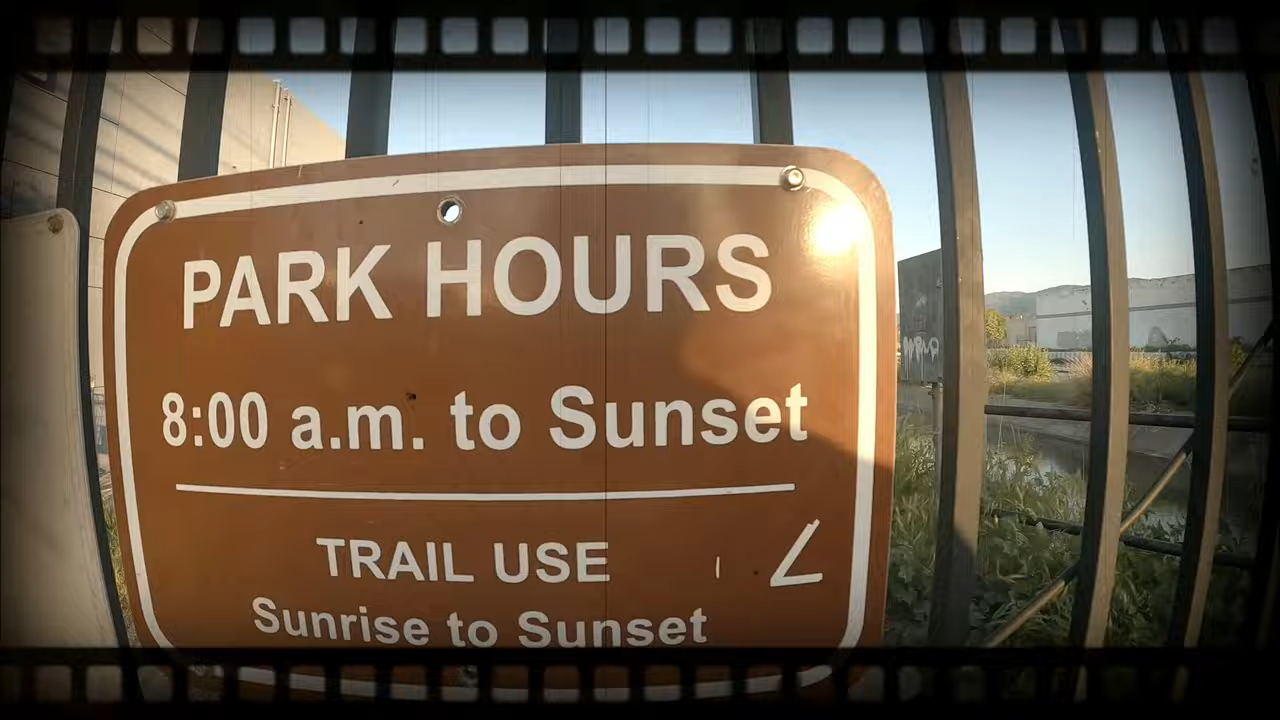 PARK HOURS
8:00 a.m. to Sunset
TRAIL USE
Sunrise to Sunset